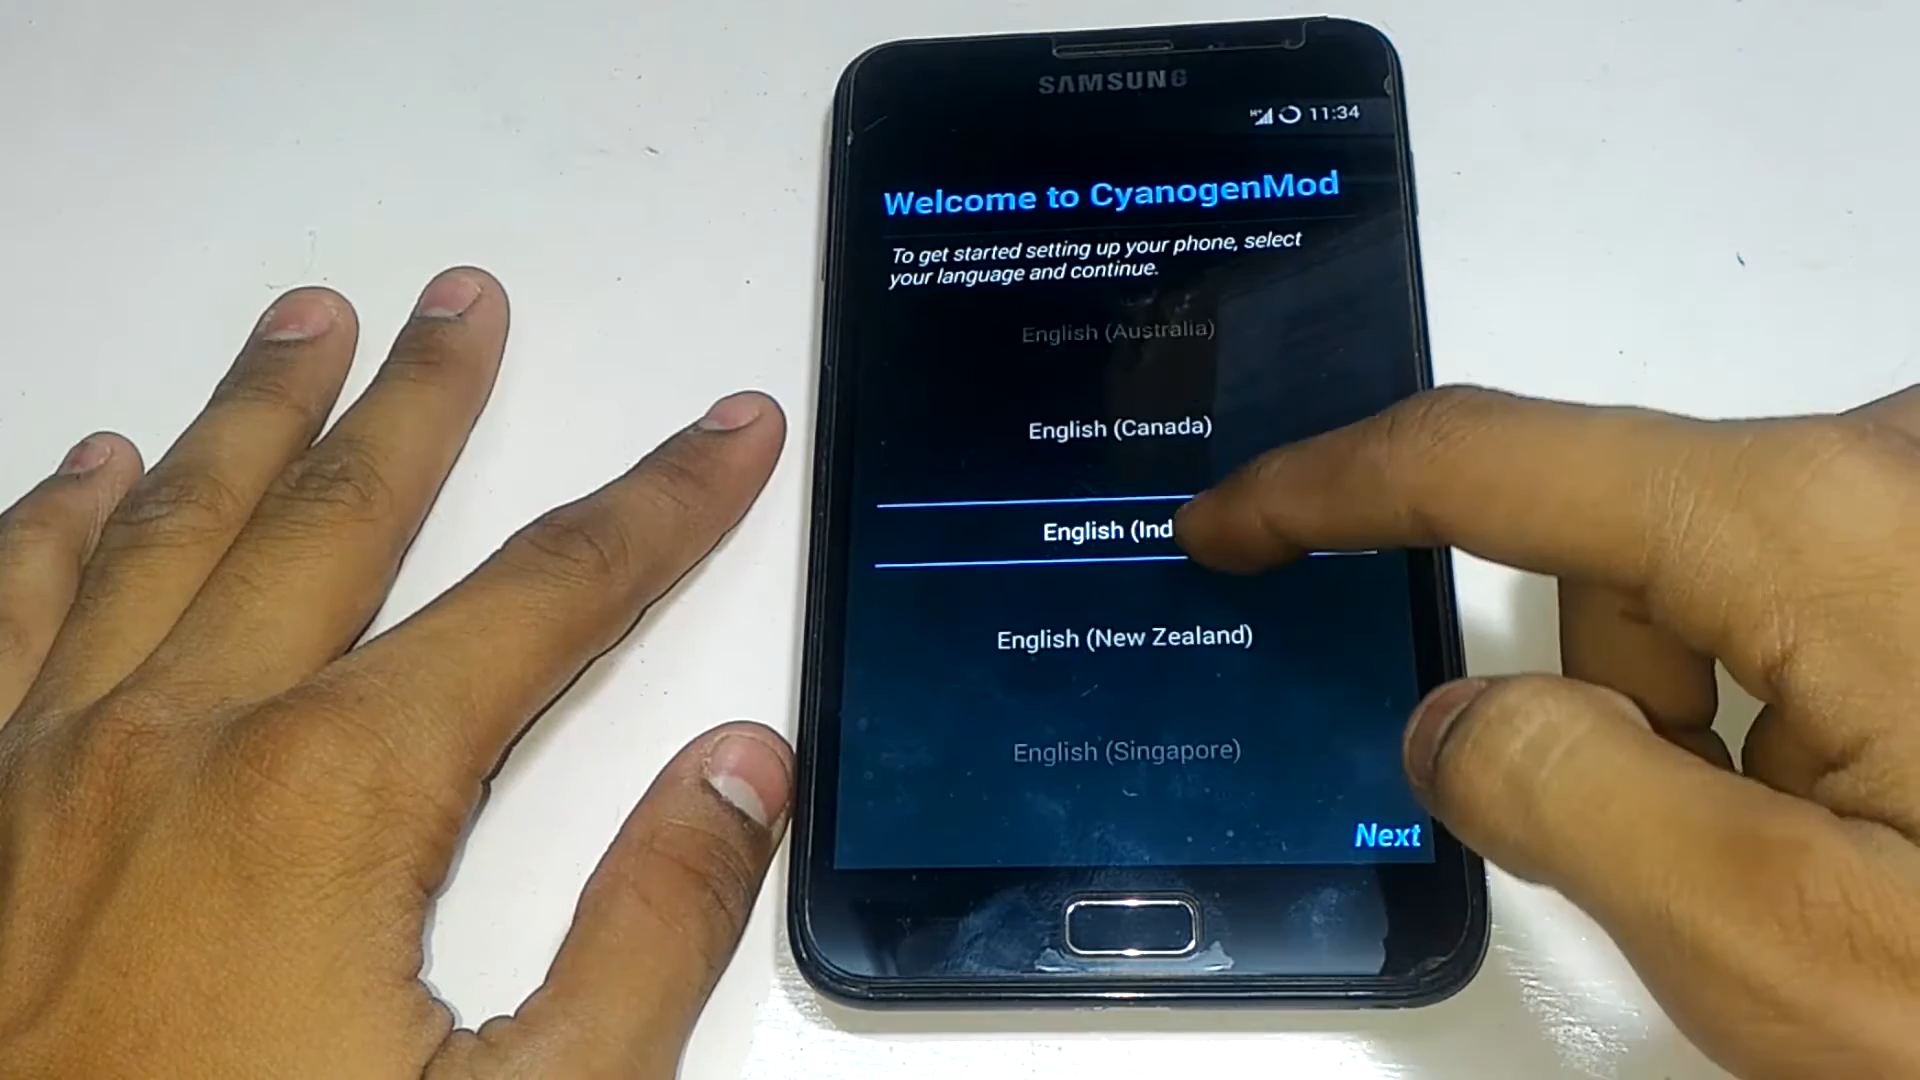 SAMSUNG
H+ 11:34
Welcome to CyanogenMod
To get started setting up your phone, select
your language and continue.
English (Australia)
English (Canada)
English (Ind
English (New Zealand)
English (Singapore)
Next